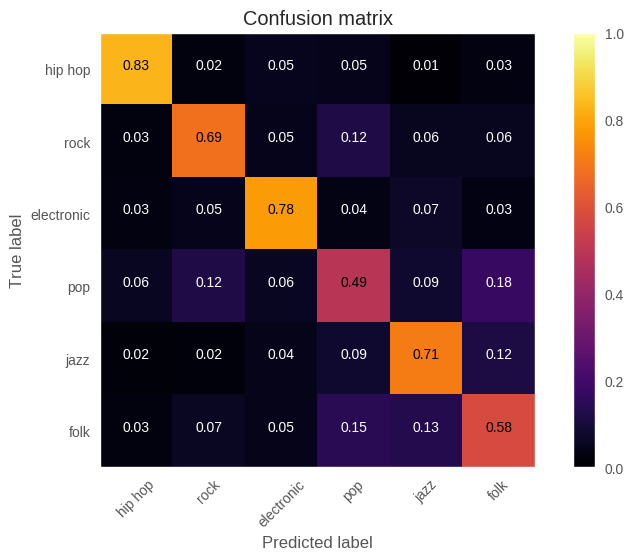 Confusion matrix
True label
hip hop 0.83 0.02 0.05 0.05 0.01 0.03
rock 0.03 0.69 0.05 0.12 0.06 0.06
electronic 0.03 0.05 0.78 0.04 0.07 0.03
pop 0.06 0.12 0.06 0.49 0.09 0.18
jazz 0.02 0.02 0.04 0.09 0.71 0.12
folk 0.03 0.07 0.05 0.15 0.13 0.58
hip hop rock electronic pop jazz folk
Predicted label
1.0
0.8
0.6
0.4
0.2
0.0